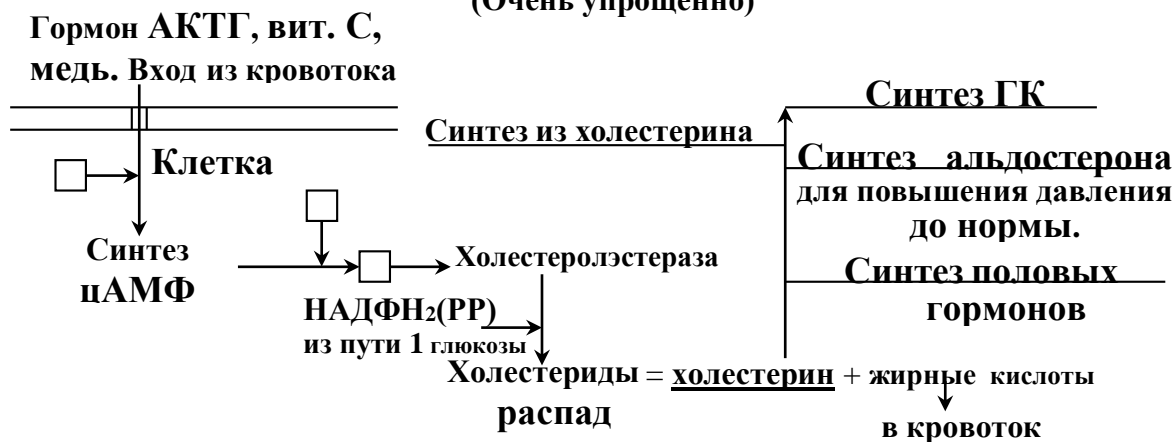 (Очень упрощенно)
Гормон АКТГ, вит. С,
медь. Вход из кровотока
Синтез ГК
Синтез из холестерина
Клетка
Синтез альдостерона
для повышения давления
до нормы.
Синтез
цАМФ
Холестеролэстераза
Синтез половых
гормонов
НАДФН₂(РР)
из пути 1 глюкозы
Холестериды = холестерин + жирные кислоты
распад
в кровоток